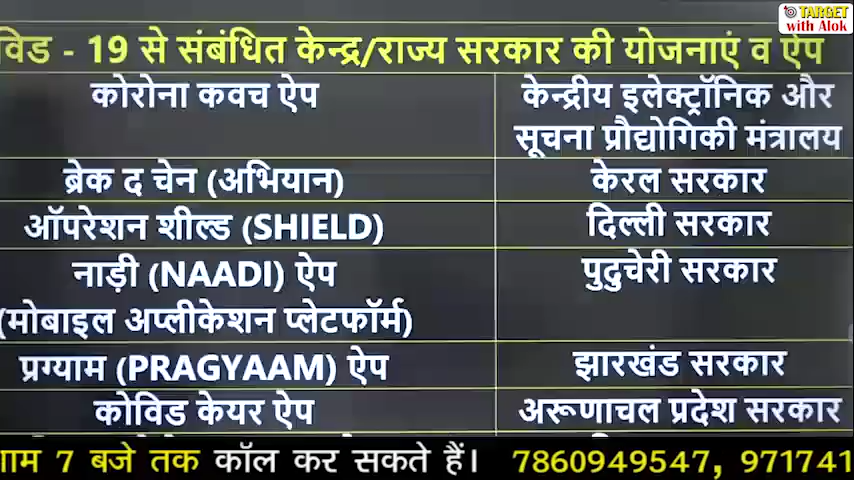 TARGET
with Alok
विड - 19 से संबंधित केन्द्र/राज्य सरकार की योजनाएं व ऐप
कोरोना कवच ऐप
केन्द्रीय इलेक्ट्रॉनिक और
सूचना प्रौद्योगिकी मंत्रालय
ब्रेक द चेन (अभियान)
केरल सरकार
ऑपरेशन शील्ड (SHIELD)
दिल्ली सरकार
नाड़ी (NAADI) ऐप
(मोबाइल अप्लीकेशन प्लेटफॉर्म)
पुदुचेरी सरकार
प्रग्याम (PRAGYAAM) ऐप
झारखंड सरकार
कोविड केयर ऐप
अरूणाचल प्रदेश सरकार
ाम 7 बजे तक कॉल कर सकते हैं। 7860949547, 971741